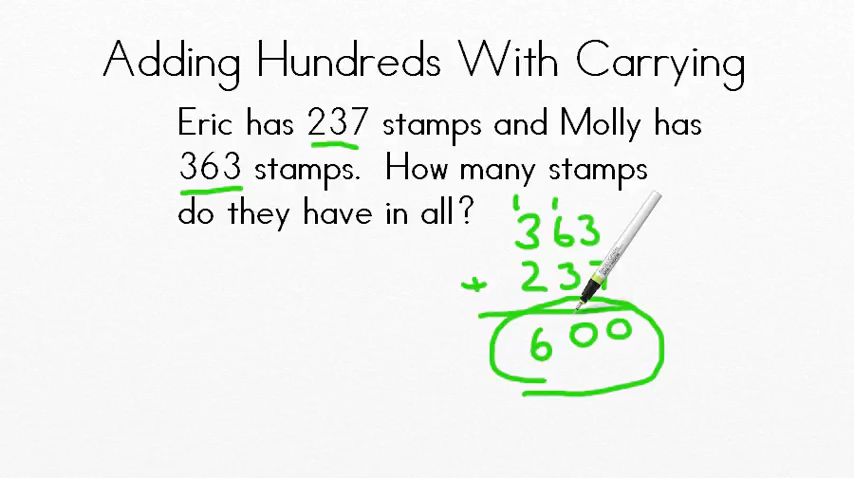 Adding Hundreds With Carrying
Eric has 237 stamps and Molly has
363 stamps. How many stamps
do they have in all?
1 1
363
+ 237
600